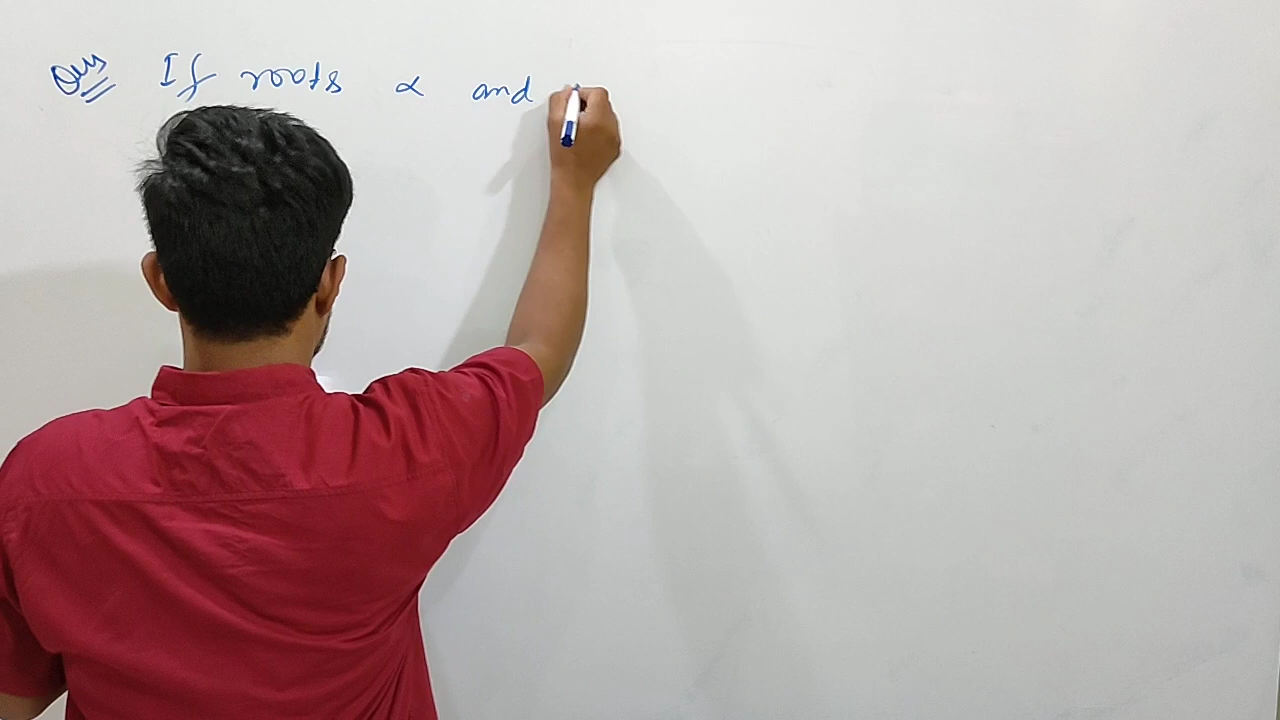 Ques If roots α and